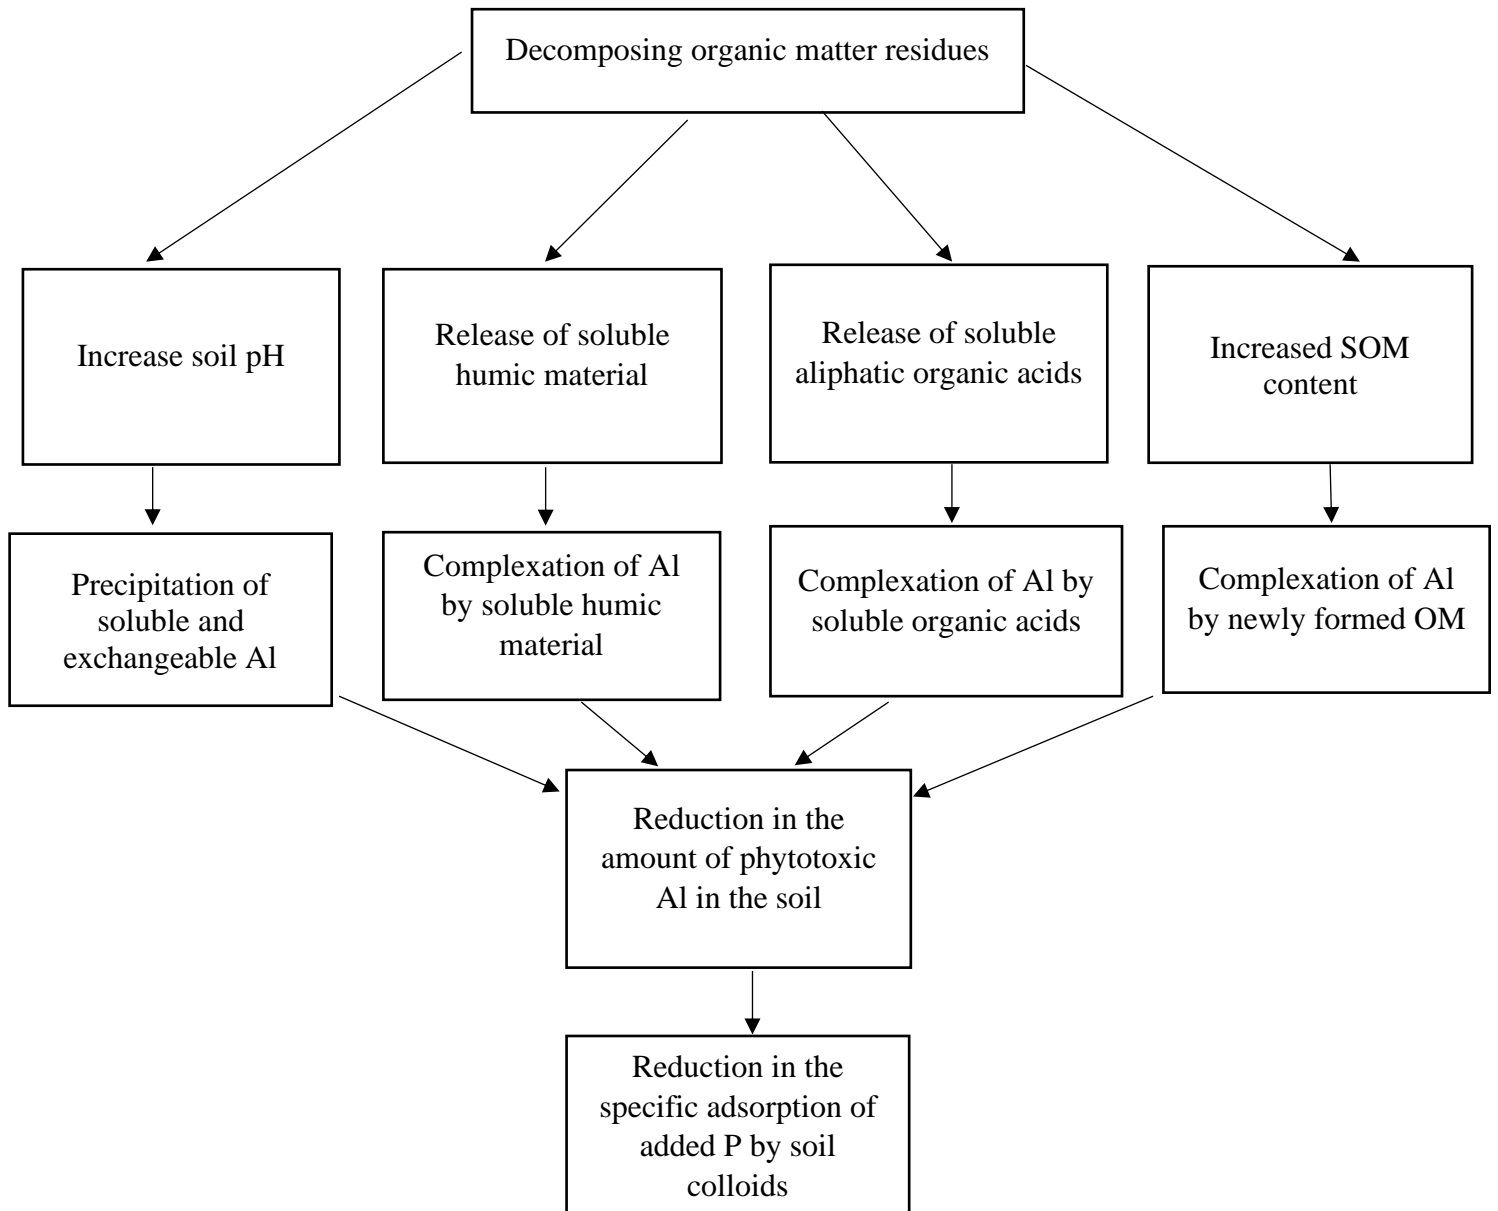 Decomposing organic matter residues
Increase soil pH
Release of soluble
humic material
Release of soluble
aliphatic organic acids
Increased SOM
content
Precipitation of
soluble and
exchangeable Al
Complexation of Al
by soluble humic
material
Complexation of Al by
soluble organic acids
Complexation of Al
by newly formed OM
Reduction in the
amount of phytotoxic
Al in the soil
Reduction in the
specific adsorption of
added P by soil
colloids